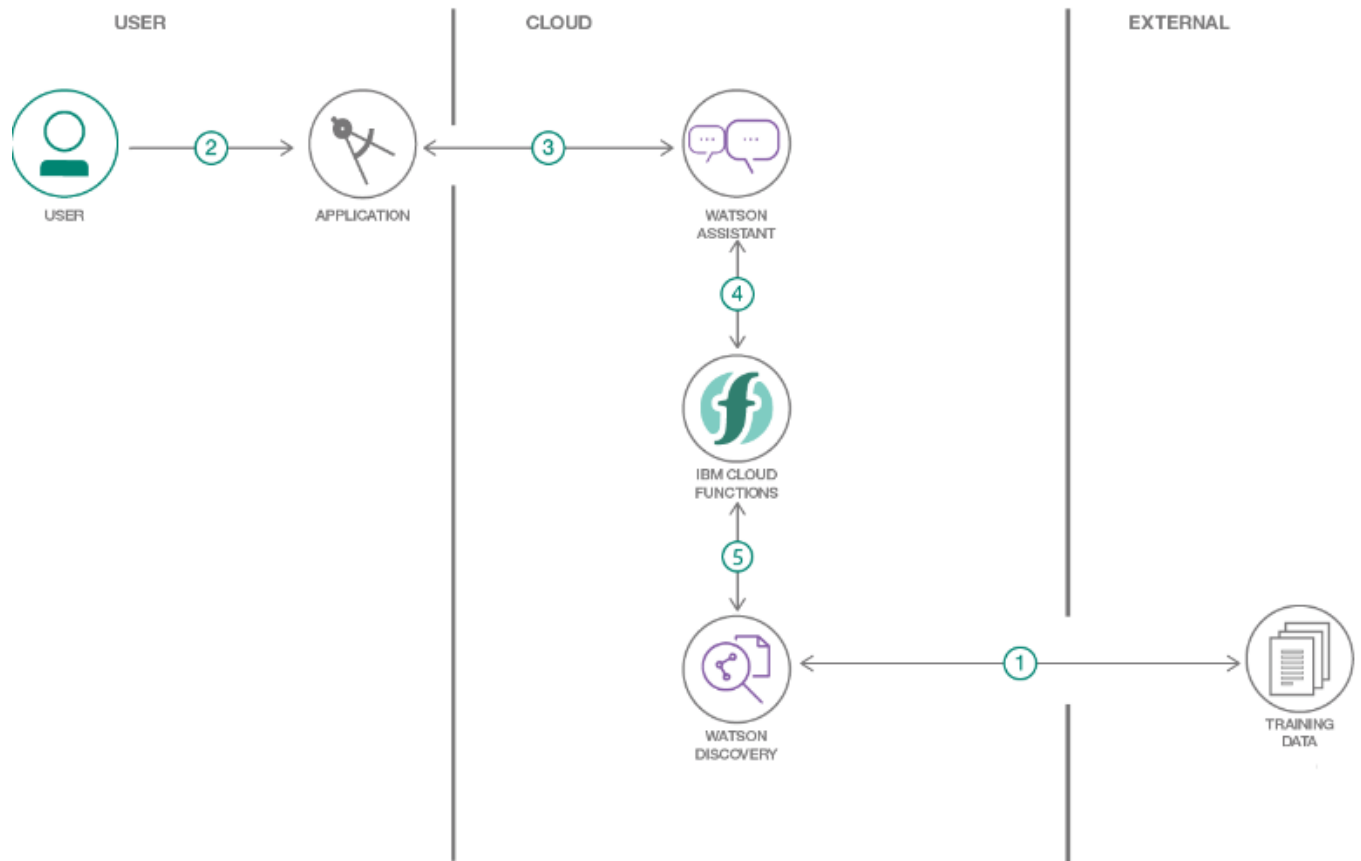 USER
CLOUD
EXTERNAL
2
3
USER
APPLICATION
WATSON
ASSISTANT
4
IBM CLOUD
FUNCTIONS
5
1
WATSON
DISCOVERY
TRAINING
DATA